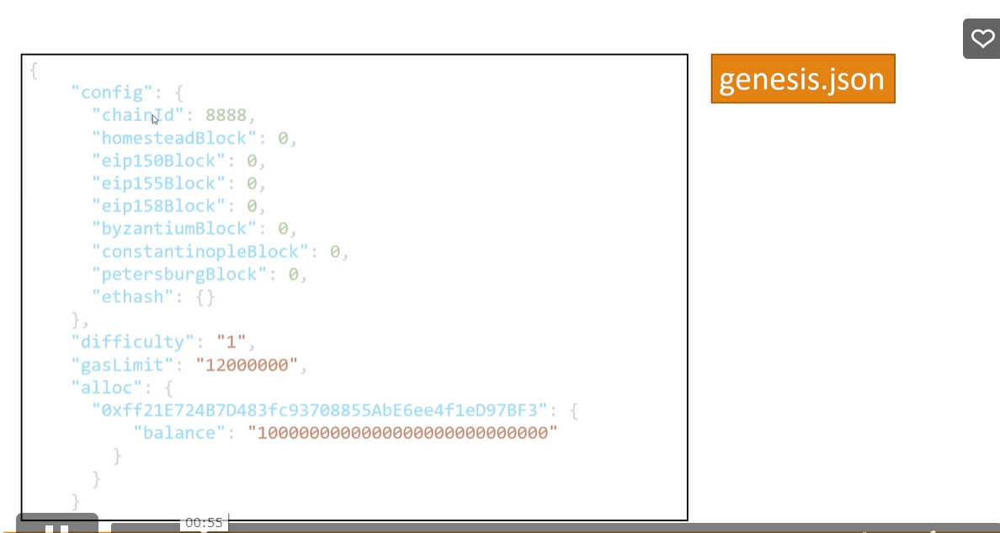 {
"config": {
"chainId": 8888,
"homesteadBlock": 0,
"eip150Block": 0,
"eip155Block": 0,
"eip158Block": 0,
"byzantiumBlock": 0,
"constantinopleBlock": 0,
"petersburgBlock": 0,
"ethash": {}
},
"difficulty": "1",
"gasLimit": "12000000",
"alloc": {
"0xff21E724B7D483fc93708855AbE6ee4f1eD97BF3": {
"balance": "1000000000000000000000000000"
}
}
}
genesis.json
00:55